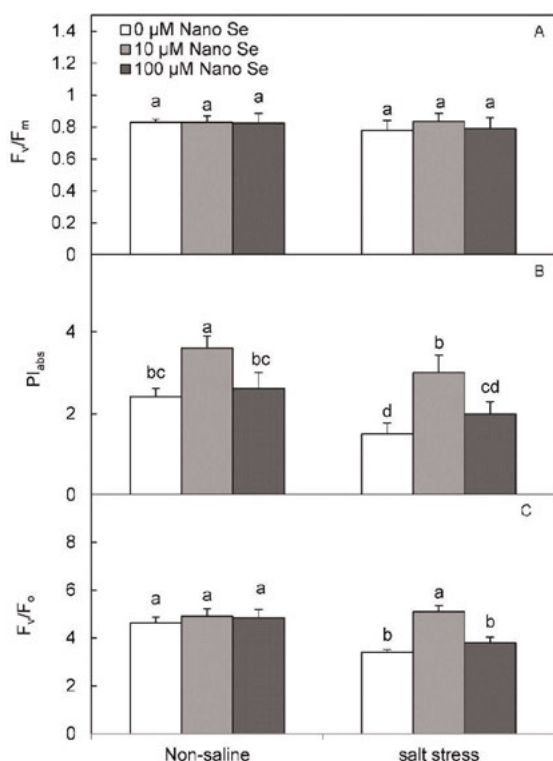 1.4
1.2
1
0.8
0.6
0.4
0.2
0
Fv/Fm
0 µM Nano Se
10 µM Nano Se
100 µM Nano Se
A
a a a a a a
4
2
0
PIabs
B
bc a bc d b cd
8
6
4
2
0
Fv/Fo
C
a a a b a b
Non-saline salt stress